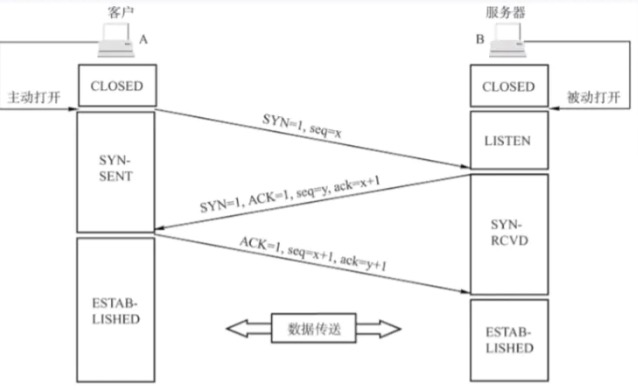 客户
服务器
A
B
CLOSED
CLOSED
主动打开
被动打开
SYN=1, seq=x
LISTEN
SYN-
SENT
SYN=1, ACK=1, seq=y, ack=x+1
SYN-
RCVD
ACK=1, seq=x+1, ack=y+1
ESTAB-
LISHED
数据传送
ESTAB-
LISHED